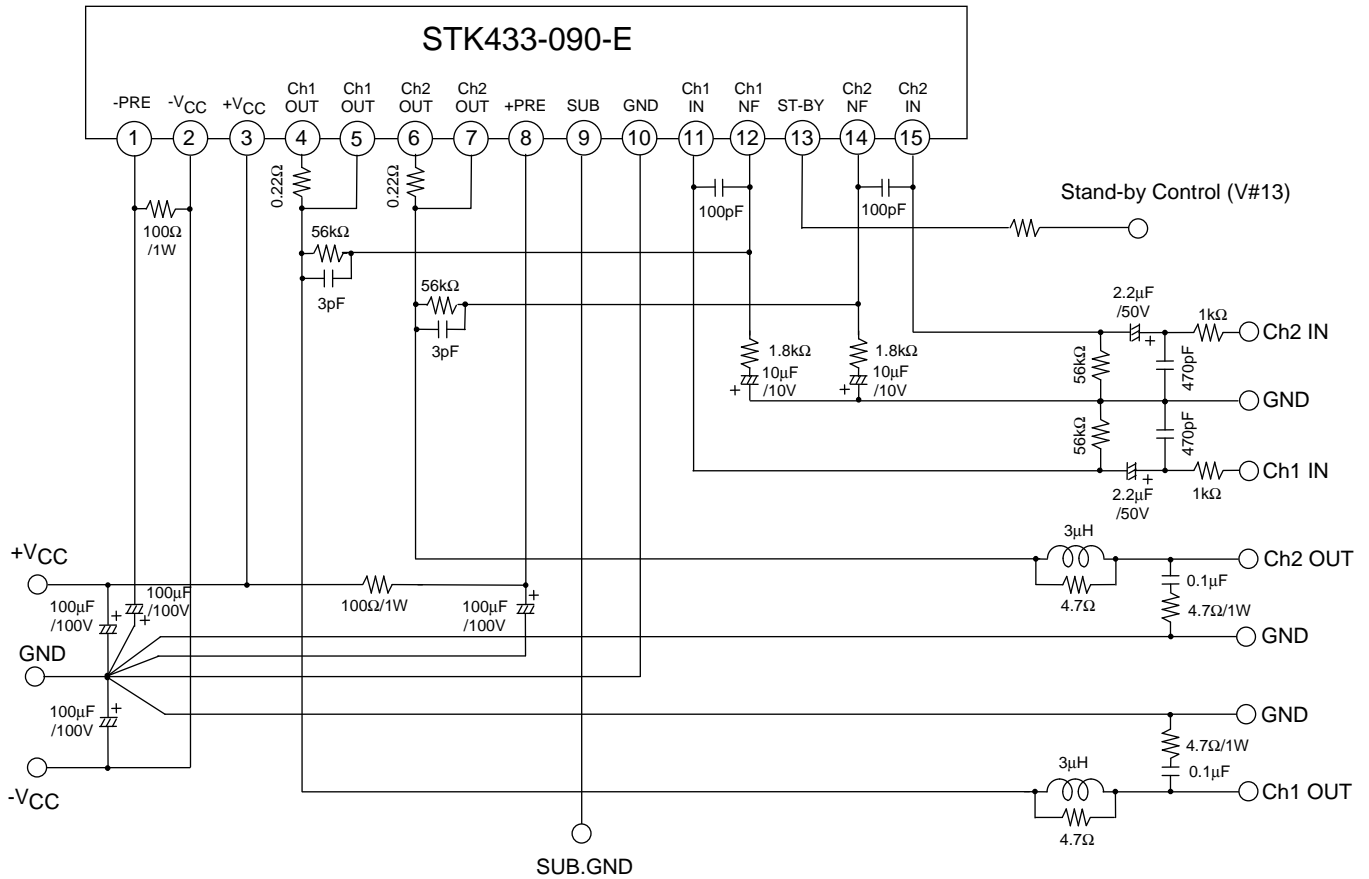 STK433-090-E
-PRE
-VCC
+VCC
Ch1
OUT
Ch1
OUT
Ch2
OUT
Ch2
OUT
+PRE
SUB
GND
Ch1
IN
Ch1
NF
ST-BY
Ch2
NF
Ch2
IN
1
2
3
4
5
6
7
8
9
10
11
12
13
14
15
0.22Ω
0.22Ω
100pF
100pF
Stand-by Control (V#13)
100Ω
/1W
56kΩ
3pF
56kΩ
3pF
1.8kΩ
10μF
/10V
1.8kΩ
10μF
/10V
2.2μF
/50V
1kΩ
Ch2 IN
56kΩ
470pF
GND
56kΩ
470pF
Ch1 IN
2.2μF
/50V
1kΩ
+
+
+
+
3μH
Ch2 OUT
4.7Ω
0.1μF
4.7Ω/1W
GND
+VCC
100μF
/100V
+
100μF
/100V
+
100Ω/1W
100μF
/100V
+
GND
100μF
/100V
+
-VCC
GND
4.7Ω/1W
0.1μF
3μH
Ch1 OUT
4.7Ω
SUB.GND